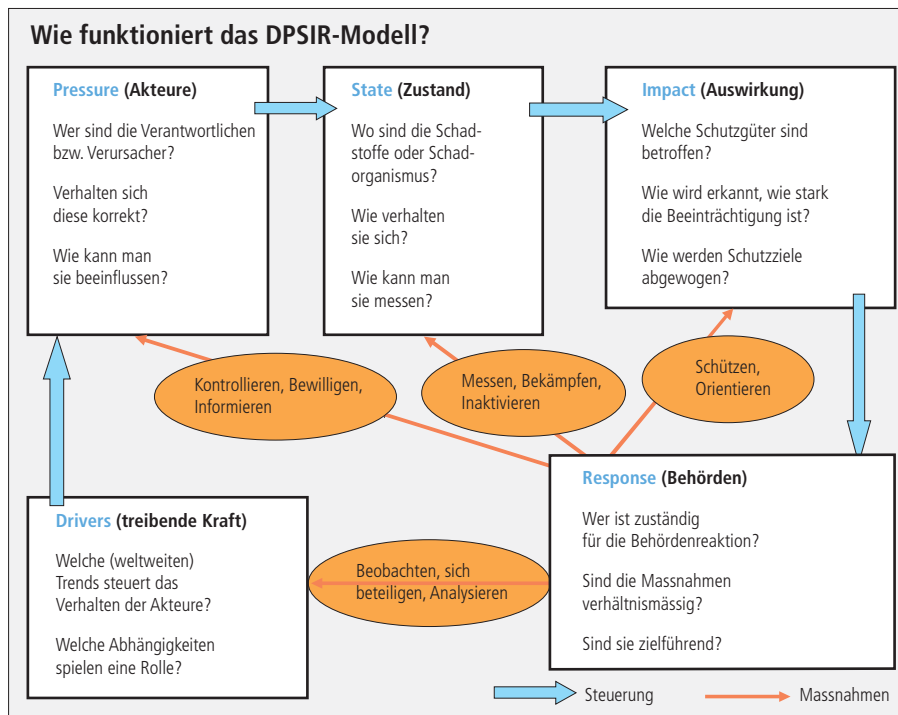 Wie funktioniert das DPSIR-Modell?
Pressure (Akteure)
Wer sind die Verantwortlichen
bzw. Verursacher?
Verhalten sich
diese korrekt?
Wie kann man
sie beeinflussen?
State (Zustand)
Wo sind die Schad-
stoffe oder Schad-
organismus?
Wie verhalten
sie sich?
Wie kann man
sie messen?
Impact (Auswirkung)
Welche Schutzgüter sind
betroffen?
Wie wird erkannt, wie stark
die Beeinträchtigung ist?
Wie werden Schutzziele
abgewogen?
Kontrollieren, Bewilligen,
Informieren
Messen, Bekämpfen,
Inaktivieren
Schützen,
Orientieren
Drivers (treibende Kraft)
Welche (weltweiten)
Trends steuert das
Verhalten der Akteure?
Welche Abhängigkeiten
spielen eine Rolle?
Beobachten, sich
beteiligen, Analysieren
Response (Behörden)
Wer ist zuständig
für die Behördenreaktion?
Sind die Massnahmen
verhältnismässig?
Sind sie zielführend?
Steuerung
Massnahmen